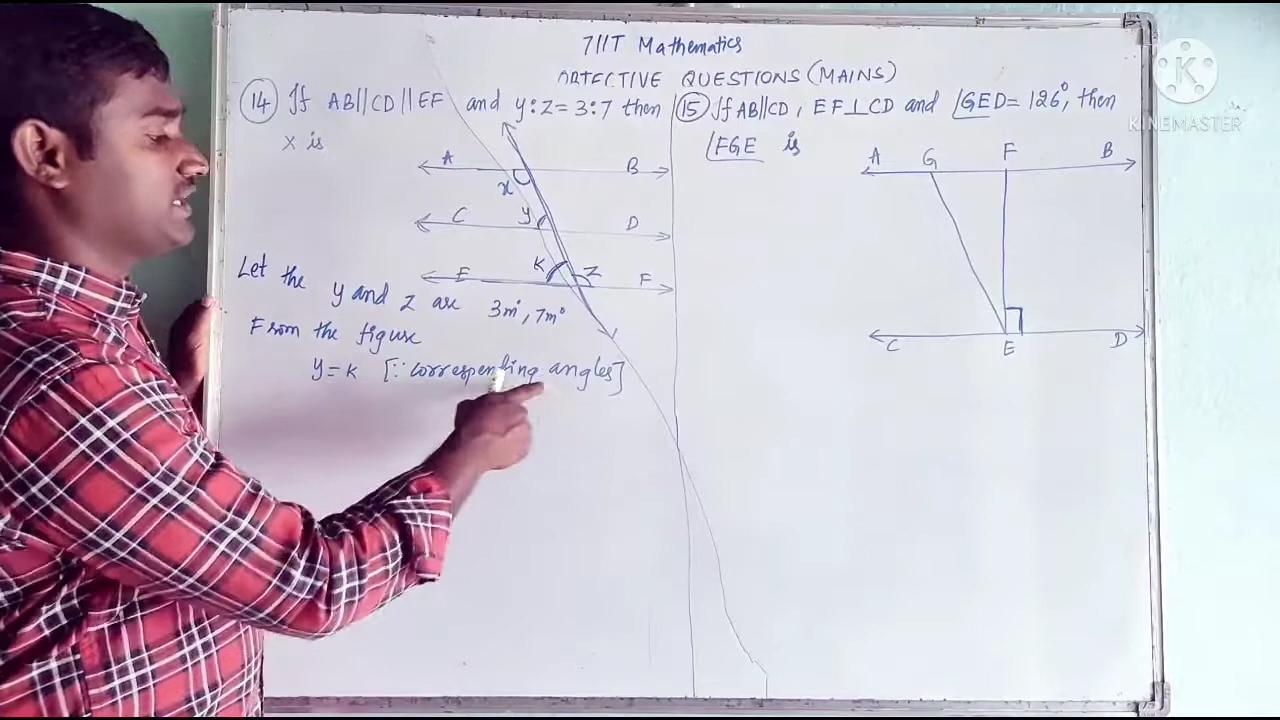 7IIT Mathematics
OBJECTIVE QUESTIONS (MAINS)
14 If AB||CD||EF and y:z=3:7 then
x is
A B
x
C y D
E K z F
Let the y and z are 3m°, 7m°
From the figure
y=K [∵ corresponding angles]
15 If AB||CD, EF⊥CD and ∠GED=126°, then
∠FGE is
A G F B
C E D
K
KINEMASTER